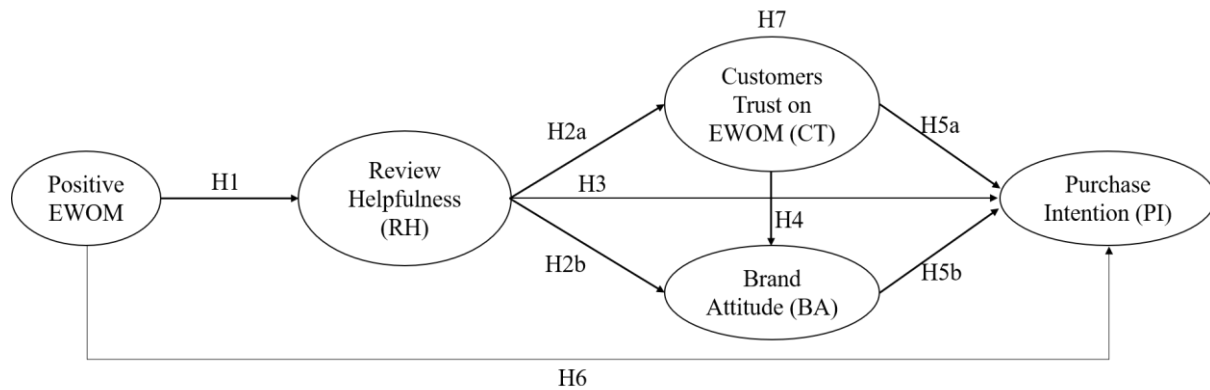 H7
Customers
Trust on
EWOM (CT)
H2a
H5a
Review
Helpfulness
(RH)
Positive
EWOM
H1
H3
Purchase
Intention (PI)
H4
H2b
H5b
Brand
Attitude (BA)
H6